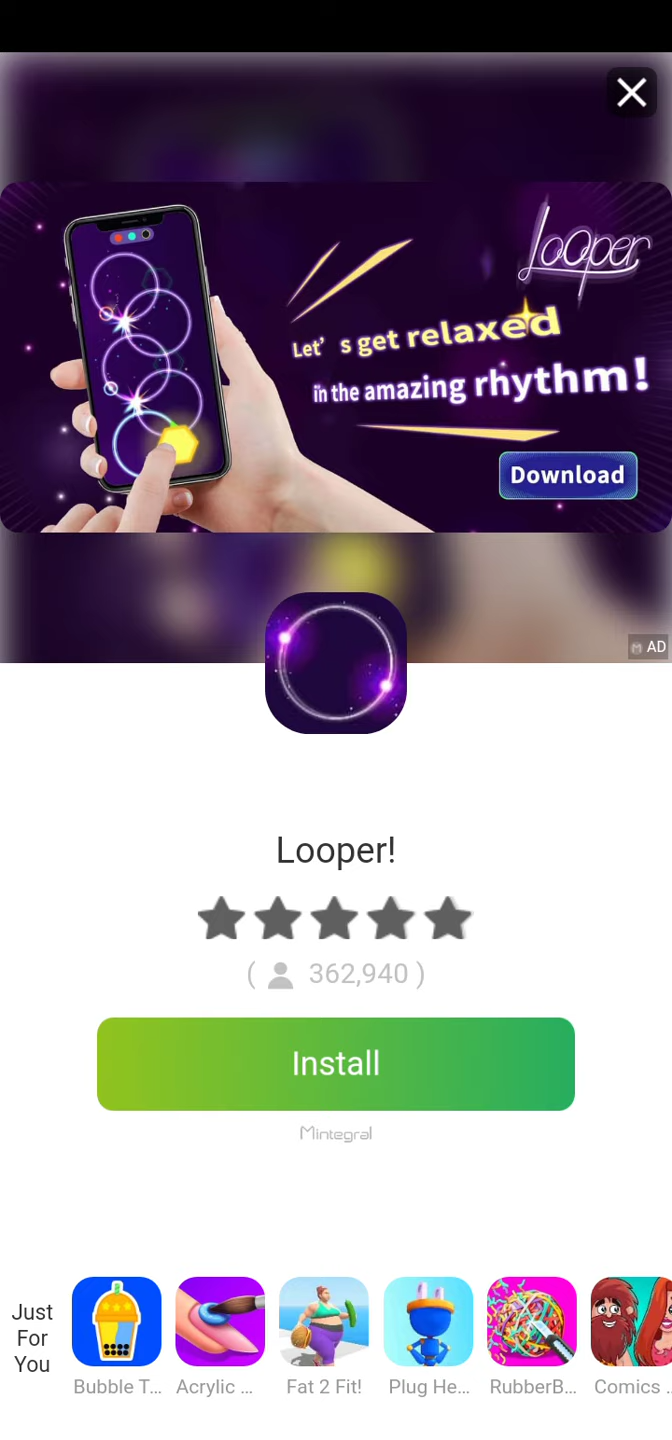 Looper
Let's get relaxed
in the amazing rhythm!
Download
AD
Looper!
( 362,940 )
Install
Mintegral
Just
For
You
Bubble T...
Acrylic ...
Fat 2 Fit!
Plug He...
RubberB...
Comics ..